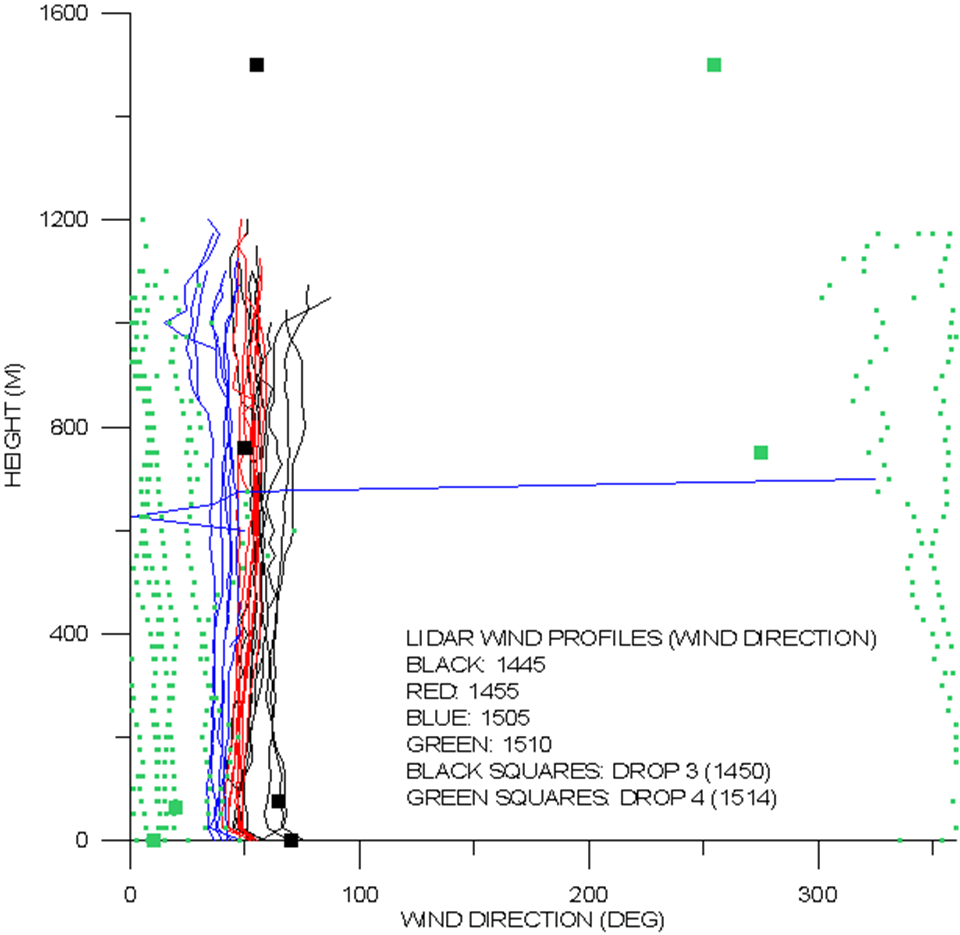 1600
1200
HEIGHT (M)
800
400
LIDAR WIND PROFILES (WIND DIRECTION)
BLACK: 1445
RED: 1455
BLUE: 1505
GREEN: 1510
BLACK SQUARES: DROP 3 (1450)
GREEN SQUARES: DROP 4 (1514)
0
0 100 200 300
WIND DIRECTION (DEG)